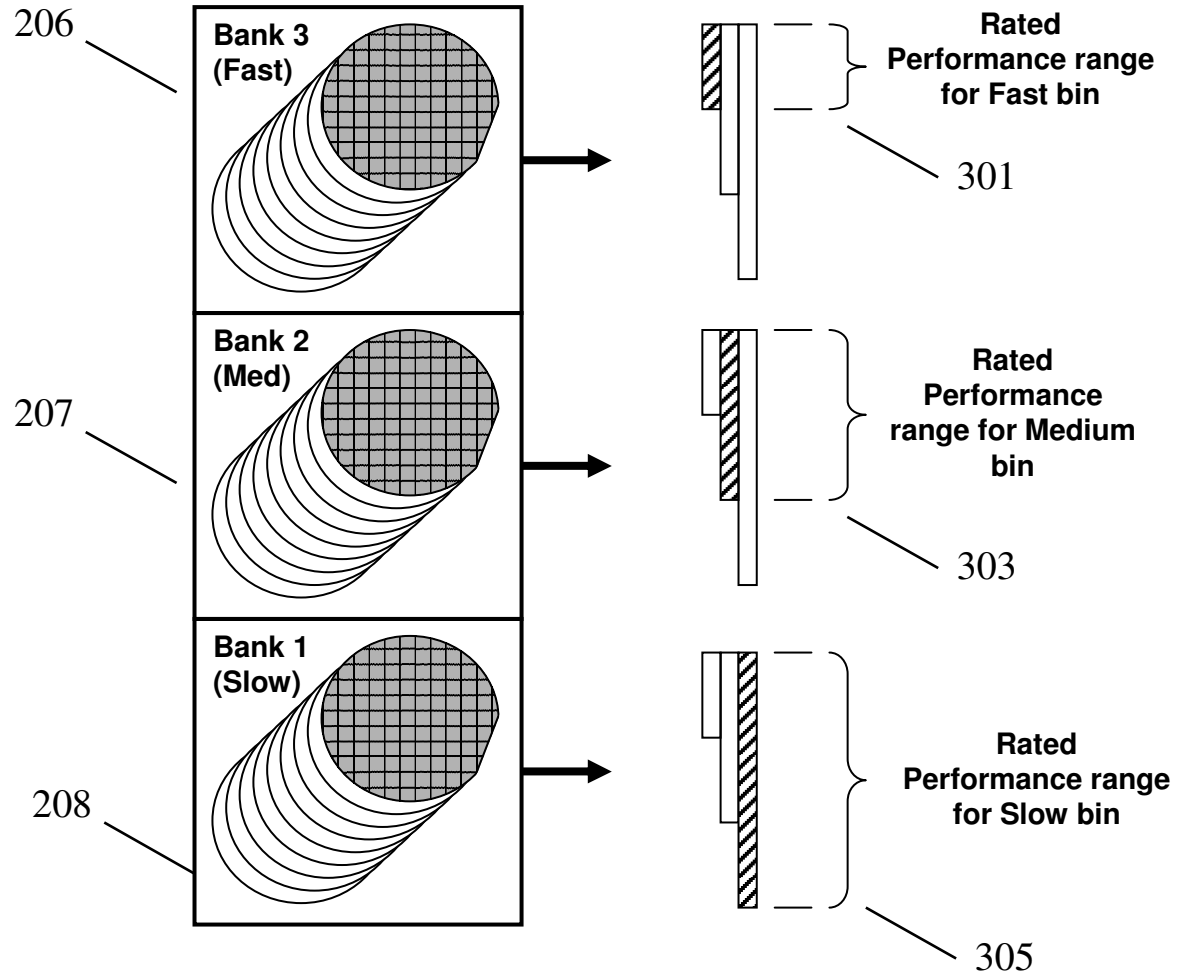 206
Bank 3
(Fast)
Rated
Performance range
for Fast bin
301
207
Bank 2
(Med)
Rated
Performance
range for Medium
bin
303
208
Bank 1
(Slow)
Rated
Performance range
for Slow bin
305